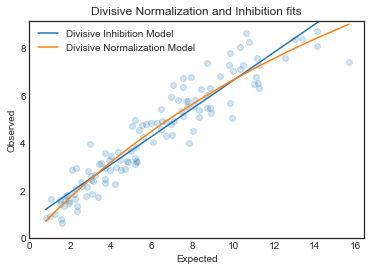 Divisive Normalization and Inhibition fits
Divisive Inhibition Model
Divisive Normalization Model
8
6
4
2
0
Observed
0 2 4 6 8 10 12 14 16
Expected